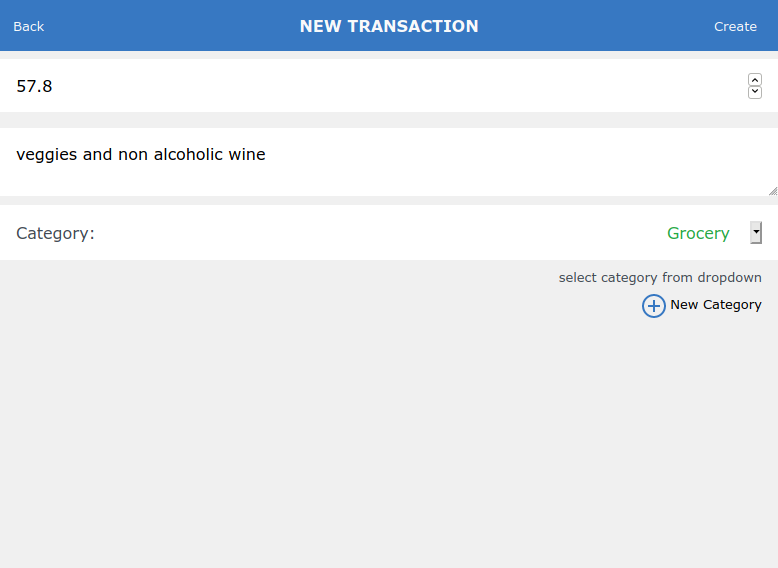 Back NEW TRANSACTION Create
57.8
veggies and non alcoholic wine
Category: Grocery
select category from dropdown
New Category